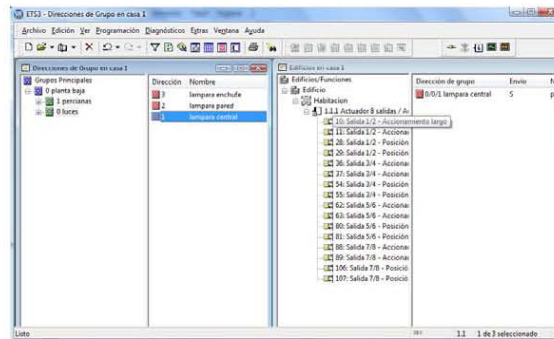 ETS3 - Direcciones de Grupo en casa 1
Archivo Edición Ver Programación Diagnósticos Extras Ventana Ayuda
Direcciones de Grupo en casa 1
Grupos Principales
0 planta baja
1 percianas
0 luces
Dirección Nombre
3 lampara enchufe
2 lampara pared
1 lampara central
Edificios en casa 1
Edificios/Funciones
Edificio
Habitacion
1.1.1 Actuador 8 salidas / A
10: Salida 1/2 - Accionamiento largo
11: Salida 1/2 - Accionar
28: Salida 1/2 - Posición
29: Salida 1/2 - Posición
36: Salida 3/4 - Accionar
37: Salida 3/4 - Accionar
54: Salida 3/4 - Posición
55: Salida 3/4 - Posición
62: Salida 5/6 - Accionar
63: Salida 5/6 - Accionar
80: Salida 5/6 - Posición
81: Salida 5/6 - Posición
88: Salida 7/8 - Accionar
89: Salida 7/8 - Accionar
106: Salida 7/8 - Posició
107: Salida 7/8 - Posició
Dirección de grupo Envio N
0/0/1 lampara central S p
Listo
1.1 1 de 3 seleccionado